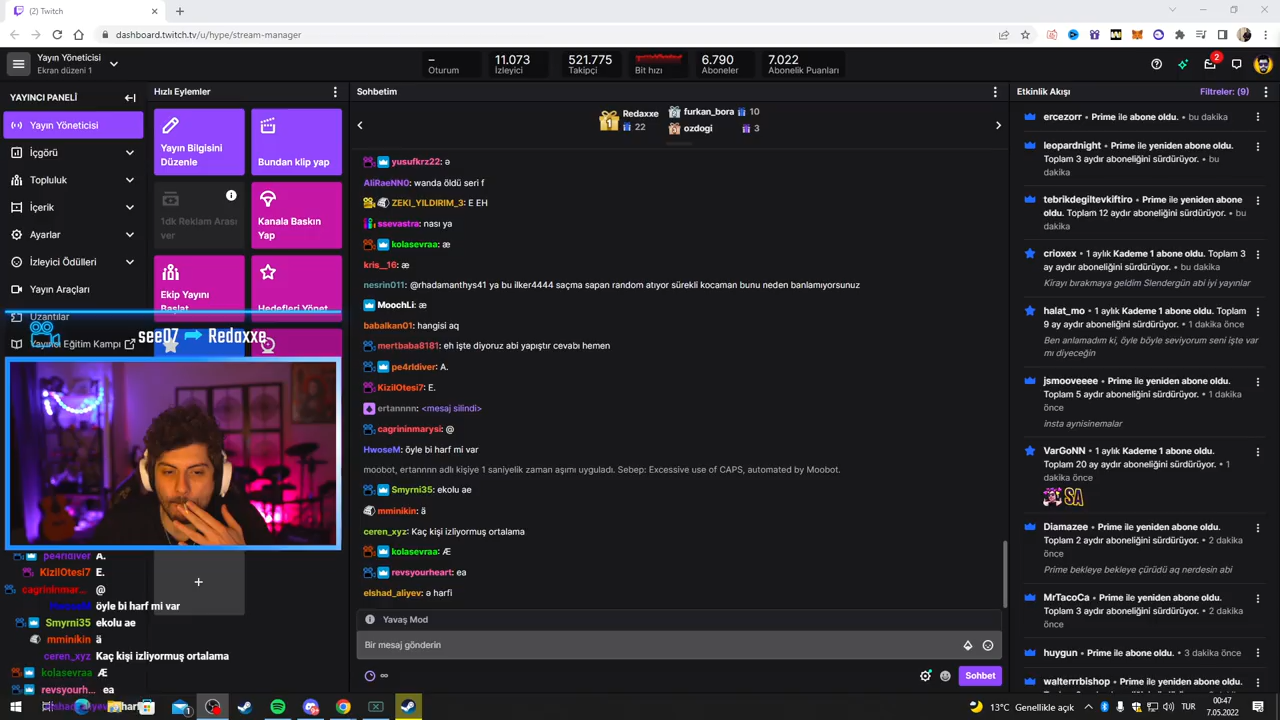 (2) Twitch
dashboard.twitch.tv/u/hype/stream-manager
Yayın Yöneticisi
Ekran düzeni 1
–
Oturum
11.073
İzleyici
521.775
Takipçi
Bit hızı
6.790
Aboneler
7.022
Abonelik Puanları
2
YAYINCI PANELİ
Yayın Yöneticisi
İçgörü
Topluluk
İçerik
Ayarlar
İzleyici Ödülleri
Yayın Araçları
Uzantılar
Yayıncı Eğitim Kampı
Hızlı Eylemler
Yayın Bilgisini
Düzenle
Bundan klip yap
1dk Reklam Arası
ver
Kanala Baskın
Yap
Ekip Yayını
Başlat
Hedefleri Yönet
see07 Redaxxe
pe4rldiver A.
KizilOtesi7 E.
cagrininmar... @
HwoseM öyle bi harf mi var
Smyrni35 ekolu ae
mminikin ä
ceren_xyz Kaç kişi izliyormuş ortalama
kolasevraa Æ
revsyourh... ea
Sohbetim
1
Redaxxe
22
furkan_bora 10
ozdogi 3
yusufkrz22: ə
AliRaeNN0: wanda öldü seri f
ZEKI_YILDIRIM_3: E EH
ssevastra: nası ya
kolasevraa: æ
kris__16: æ
nesrin011: @rhadamanthys41 ya bu ilker4444 saçma sapan random atıyor sürekli kocaman bunu neden banlamıyorsunuz
MoochLi: æ
babalkan01: hangisi aq
mertbaba8181: eh işte diyoruz abi yapıştır cevabı hemen
pe4rldiver: A.
KizilOtesi7: E.
ertannnn: <mesaj silindi>
cagrininmarysi: @
HwoseM: öyle bi harf mi var
moobot, ertannnn adlı kişiye 1 saniyelik zaman aşımı uyguladı. Sebep: Excessive use of CAPS, automated by Moobot.
Smyrni35: ekolu ae
mminikin: ä
ceren_xyz: Kaç kişi izliyormuş ortalama
kolasevraa: Æ
revsyourheart: ea
elshad_aliyev: ə harfi
Yavaş Mod
Bir mesaj gönderin
∞
Sohbet
Etkinlik Akışı
Filtreler: (9)
ercezorr • Prime ile abone oldu. • bu dakika
leopardnight • Prime ile yeniden abone oldu.
Toplam 3 aydır aboneliğini sürdürüyor. • bu
dakika
tebrikdegiltevkiftiro • Prime ile yeniden abone
oldu. Toplam 12 aydır aboneliğini sürdürüyor. • bu
dakika
crioxex • 1 aylık Kademe 1 abone oldu. Toplam 3
ay aydır aboneliğini sürdürüyor. • bu dakika
Kirayı bırakmaya geldim Slendergün abi iyi yayınlar
halat_mo • 1 aylık Kademe 1 abone oldu. Toplam
9 ay aydır aboneliğini sürdürüyor. • 1 dakika önce
Ben anlamadım ki, öyle böyle seviyorum seni işte var
mı diyeceğin
jsmooveeee • Prime ile yeniden abone oldu.
Toplam 5 aydır aboneliğini sürdürüyor. • 1 dakika
önce
insta aynisinemalar
VarGoNN • 1 aylık Kademe 1 abone oldu.
Toplam 20 ay aydır aboneliğini sürdürüyor. • 1
dakika önce
SA
Diamazee • Prime ile yeniden abone oldu.
Toplam 2 aydır aboneliğini sürdürüyor. • 2 dakika
önce
Prime bekleye bekleye çürüdü aq nerdesin abi
MrTacoCa • Prime ile yeniden abone oldu.
Toplam 3 aydır aboneliğini sürdürüyor. • 2 dakika
önce
huygun • Prime ile abone oldu. • 3 dakika önce
walterrrbishop • Prime ile yeniden abone oldu.
13°C Genellikle açık
TUR
00:47
7.05.2022